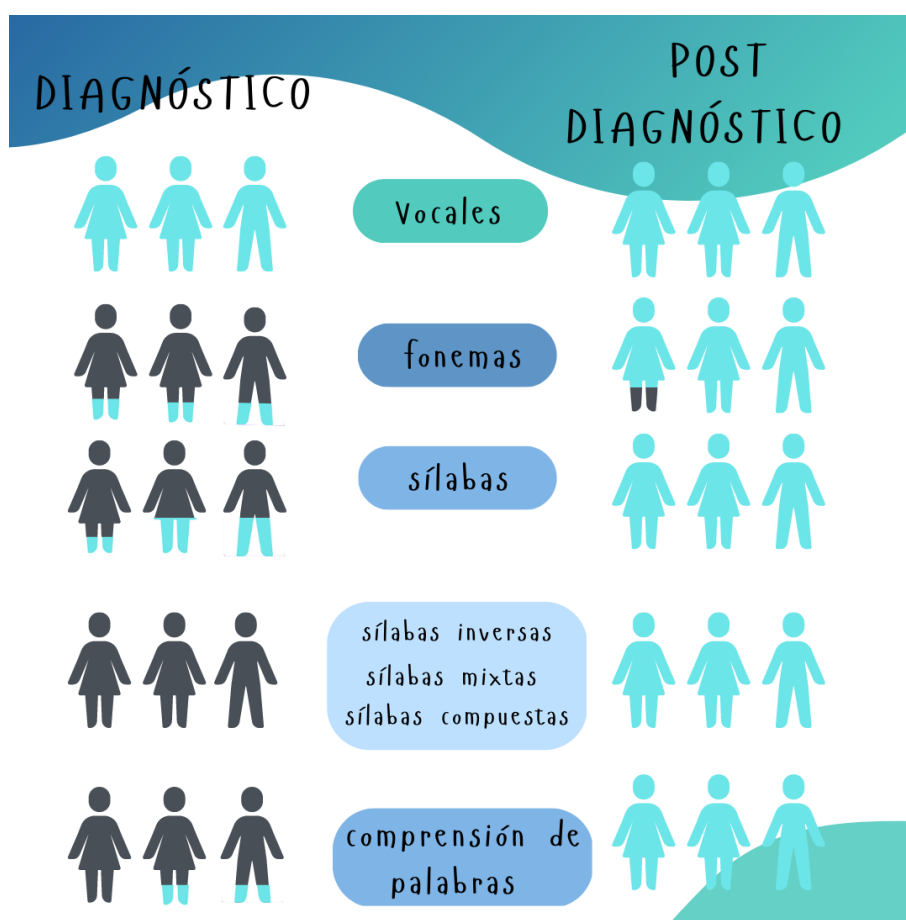 DIAGNÓSTICO
POST
DIAGNÓSTICO
Vocales
fonemas
sílabas
sílabas inversas
sílabas mixtas
sílabas compuestas
comprensión de
palabras